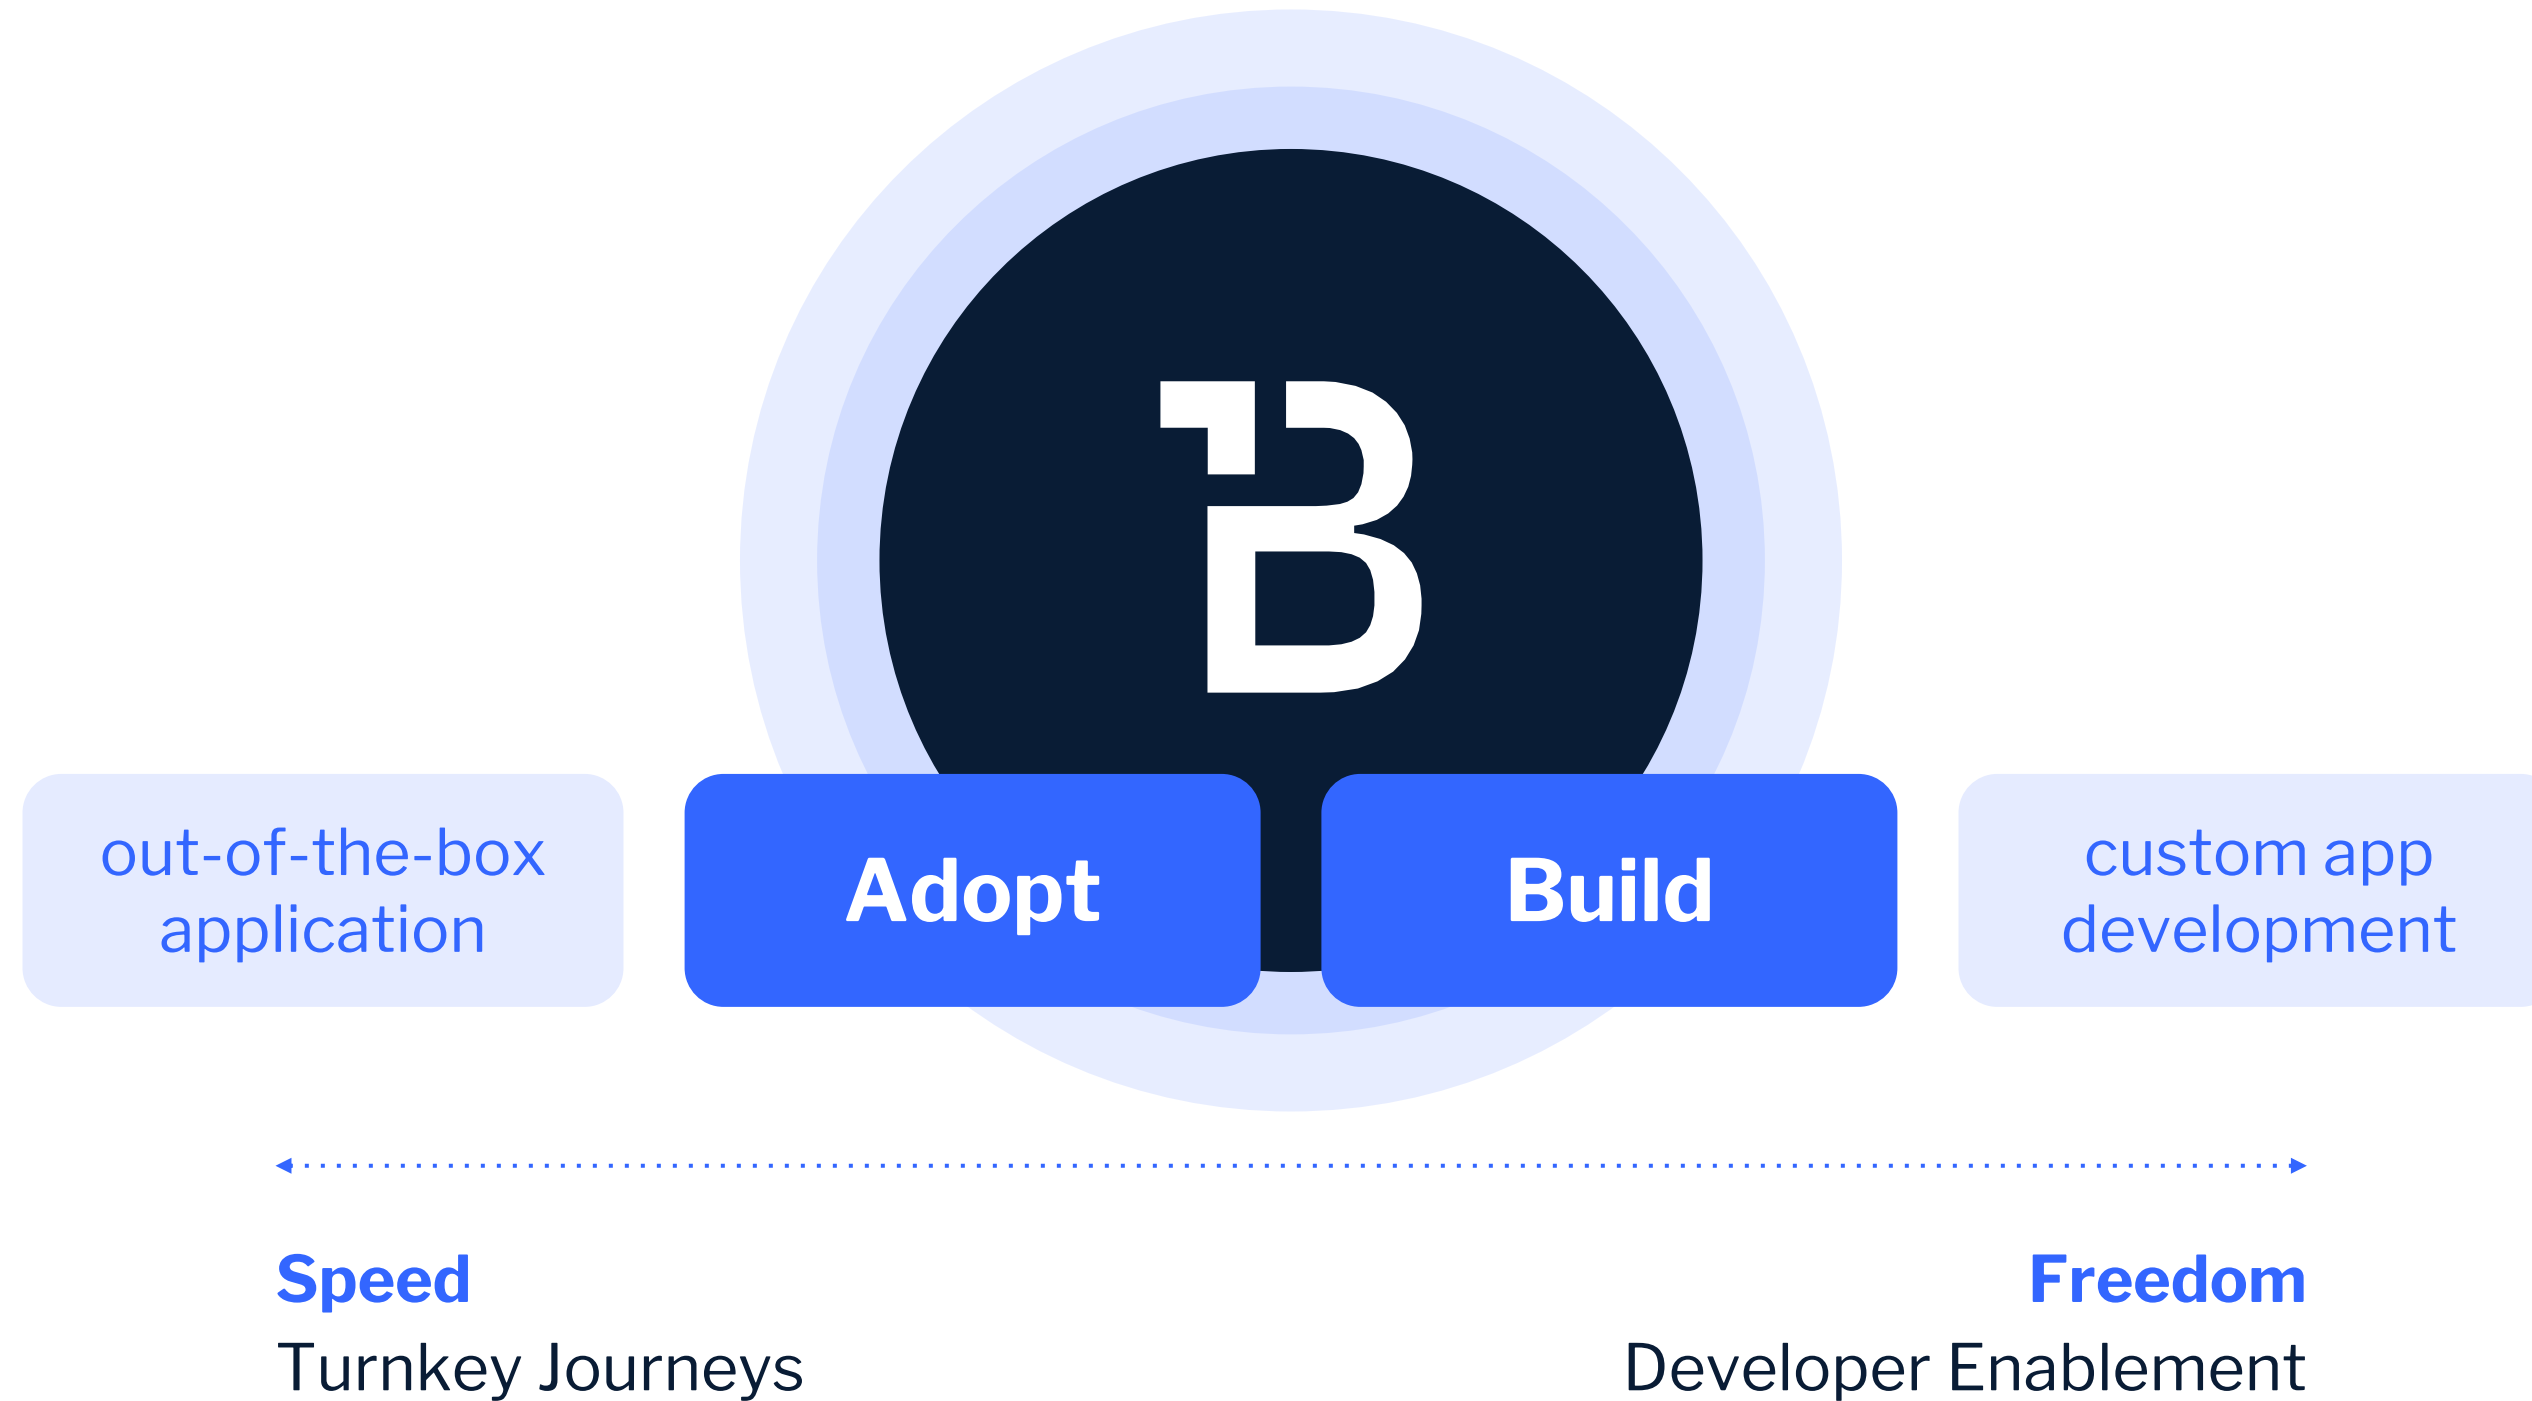 B
out-of-the-box
application
Adopt
Build
custom app
development
Speed
Freedom
Turnkey Journeys
Developer Enablement